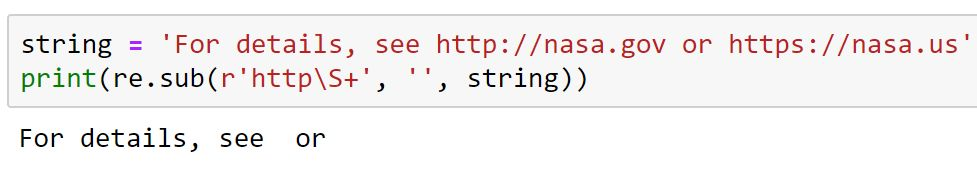 string = 'For details, see http://nasa.gov or https://nasa.us'
print(re.sub(r'http\S+', '', string))
For details, see  or